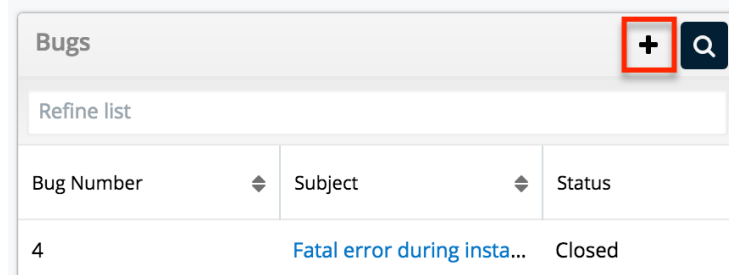 Bugs
Refine list
Bug Number Subject Status
4 Fatal error during insta... Closed